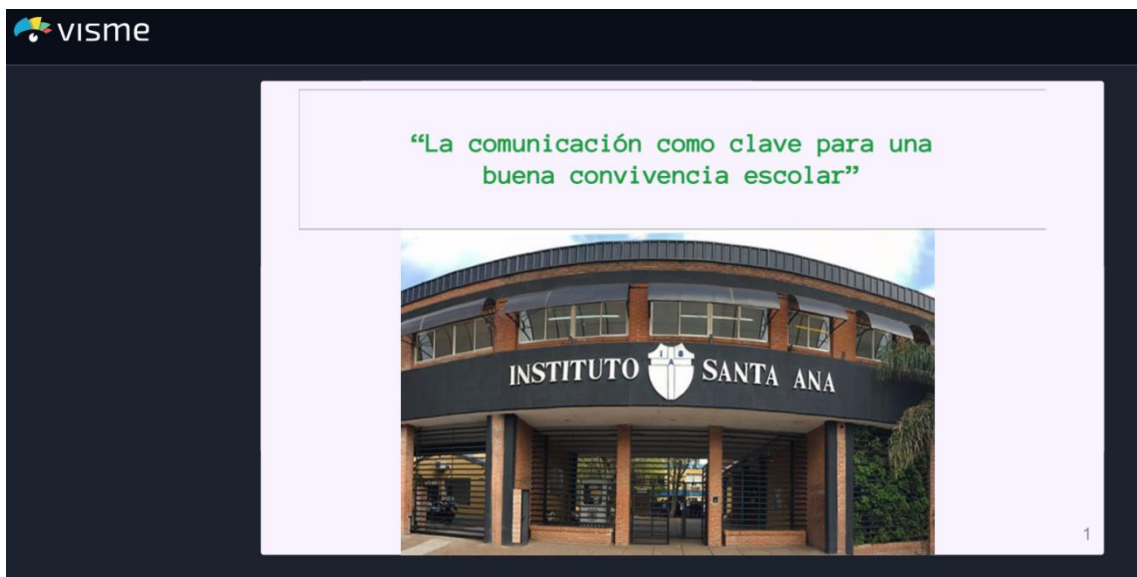 visme
“La comunicación como clave para una
buena convivencia escolar”
I S
A
INSTITUTO SANTA ANA
1